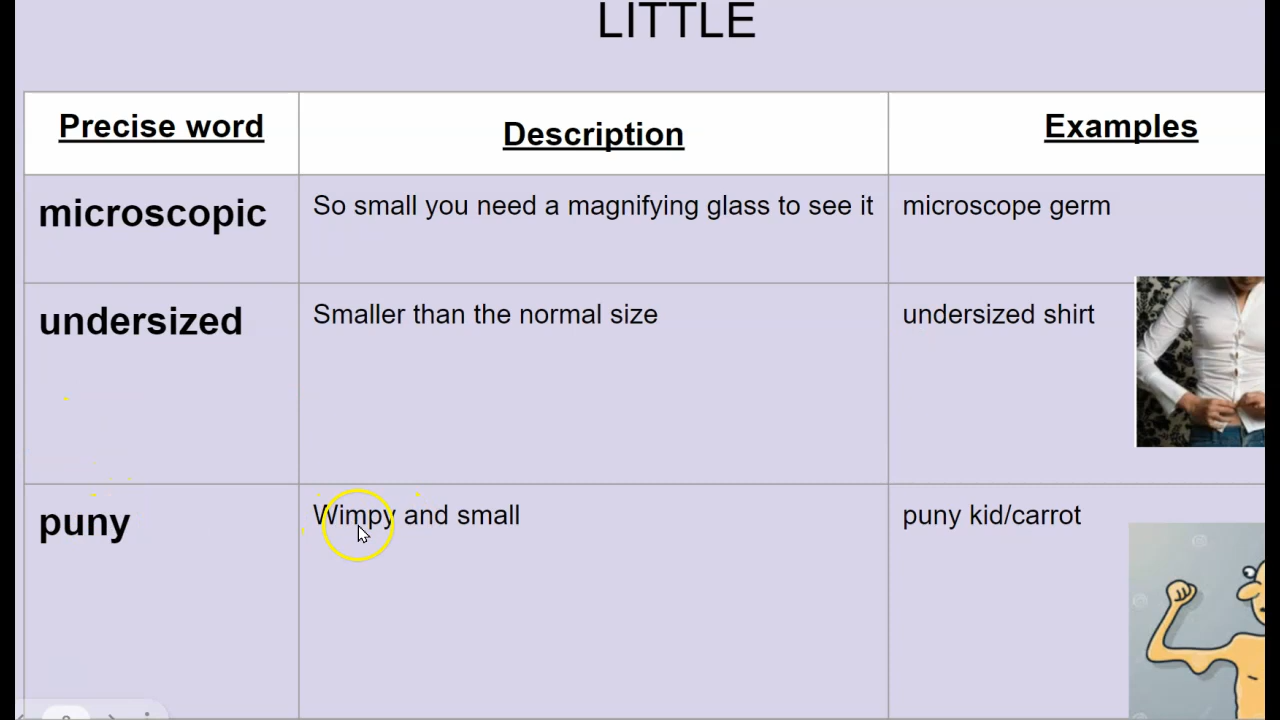 LITTLE
Precise word Description Examples
microscopic So small you need a magnifying glass to see it microscope germ
undersized Smaller than the normal size undersized shirt
puny Wimpy and small puny kid/carrot